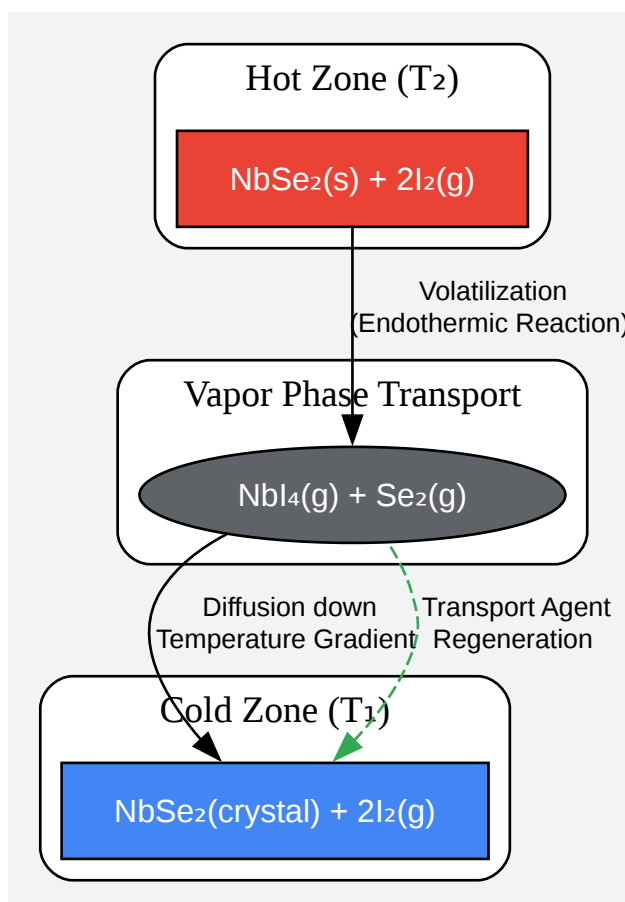 Hot Zone (T₂)
NbSe₂(s) + 2I₂(g)
Volatilization
(Endothermic Reaction)
Vapor Phase Transport
NbI₄(g) + Se₂(g)
Diffusion down
Temperature Gradient
Transport Agent
Regeneration
Cold Zone (T₁)
NbSe₂(crystal) + 2I₂(g)